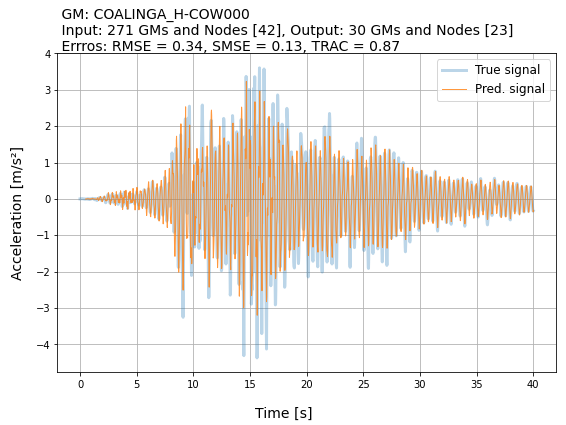 GM: COALINGA_H-COW000
Input: 271 GMs and Nodes [42], Output: 30 GMs and Nodes [23]
Erros: RMSE = 0.34, SMSE = 0.13, TRAC = 0.87
True signal
Pred. signal
4
3
2
1
0
−1
−2
−3
−4
Acceleration [m/s²]
0 5 10 15 20 25 30 35 40
Time [s]